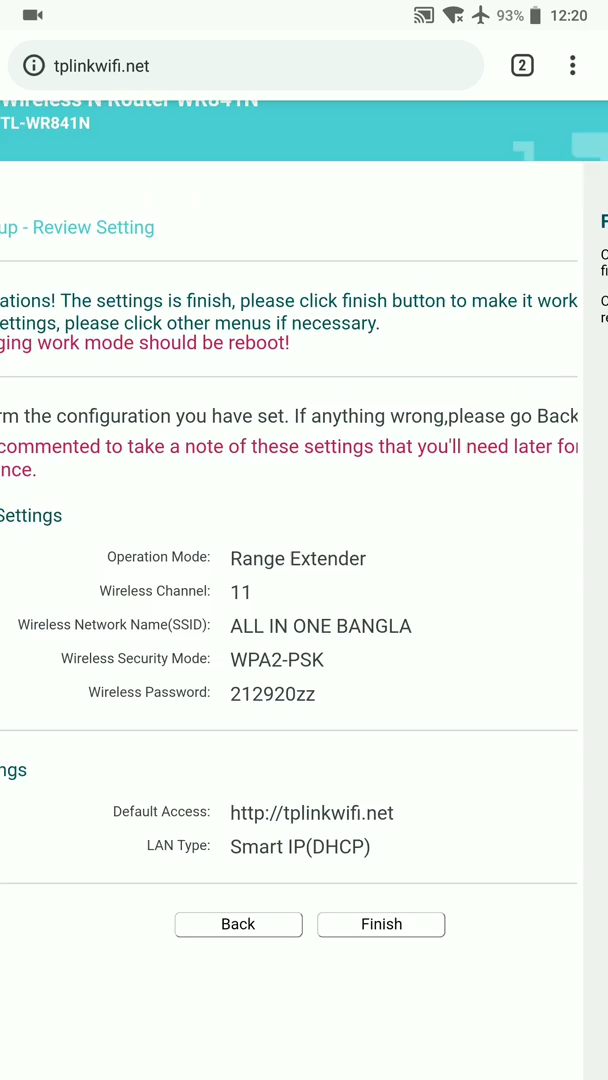 93% 12:20
tplinkwifi.net
2
Wireless N Router WR841N
TL-WR841N
up - Review Setting
ations! The settings is finish, please click finish button to make it work
ettings, please click other menus if necessary.
ging work mode should be reboot!
rm the configuration you have set. If anything wrong,please go Back
commented to take a note of these settings that you'll need later for
nce.
Settings
Operation Mode: Range Extender
Wireless Channel: 11
Wireless Network Name(SSID): ALL IN ONE BANGLA
Wireless Security Mode: WPA2-PSK
Wireless Password: 212920zz
ngs
Default Access: http://tplinkwifi.net
LAN Type: Smart IP(DHCP)
Back Finish